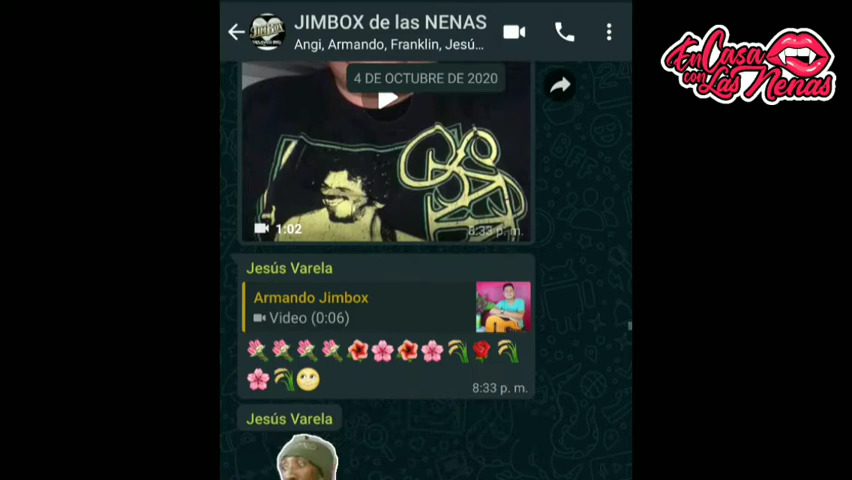 JIMBOX de las NENAS
Angi, Armando, Franklin, Jesú...
4 DE OCTUBRE DE 2020
1:02
8:33 p. m.
Jesús Varela
Armando Jimbox
Video (0:06)
8:33 p. m.
Jesús Varela
En Casa
con Las Nenas